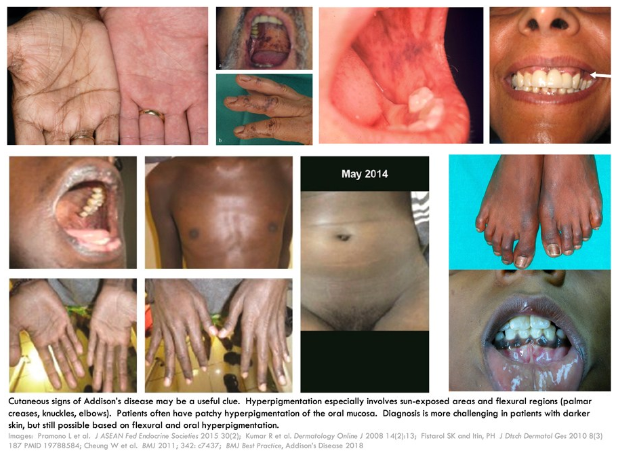 May 2014
Cutaneous signs of Addison's disease may be a useful clue. Hyperpigmentation especially involves sun-exposed areas and flexural regions (palmar
creases, knuckles, elbows). Patients often have patchy hyperpigmentation of the oral mucosa. Diagnosis is more challenging in patients with darker
skin, but still possible based on flexural and oral hyperpigmentation.
Images: Pramono L et al. J ASEAN Fed Endocrine Societies 2015 30(2); Kumar R et al. Dermatology Online J 2008 14(2):13; Fistarol SK and Itin, PH J Dtsch Dermatol Ges 2010 8(3)
187 PMID 19788584; Cheung W et al. BMJ 2011; 342: c7437; BMJ Best Practice, Addison's Disease 2018